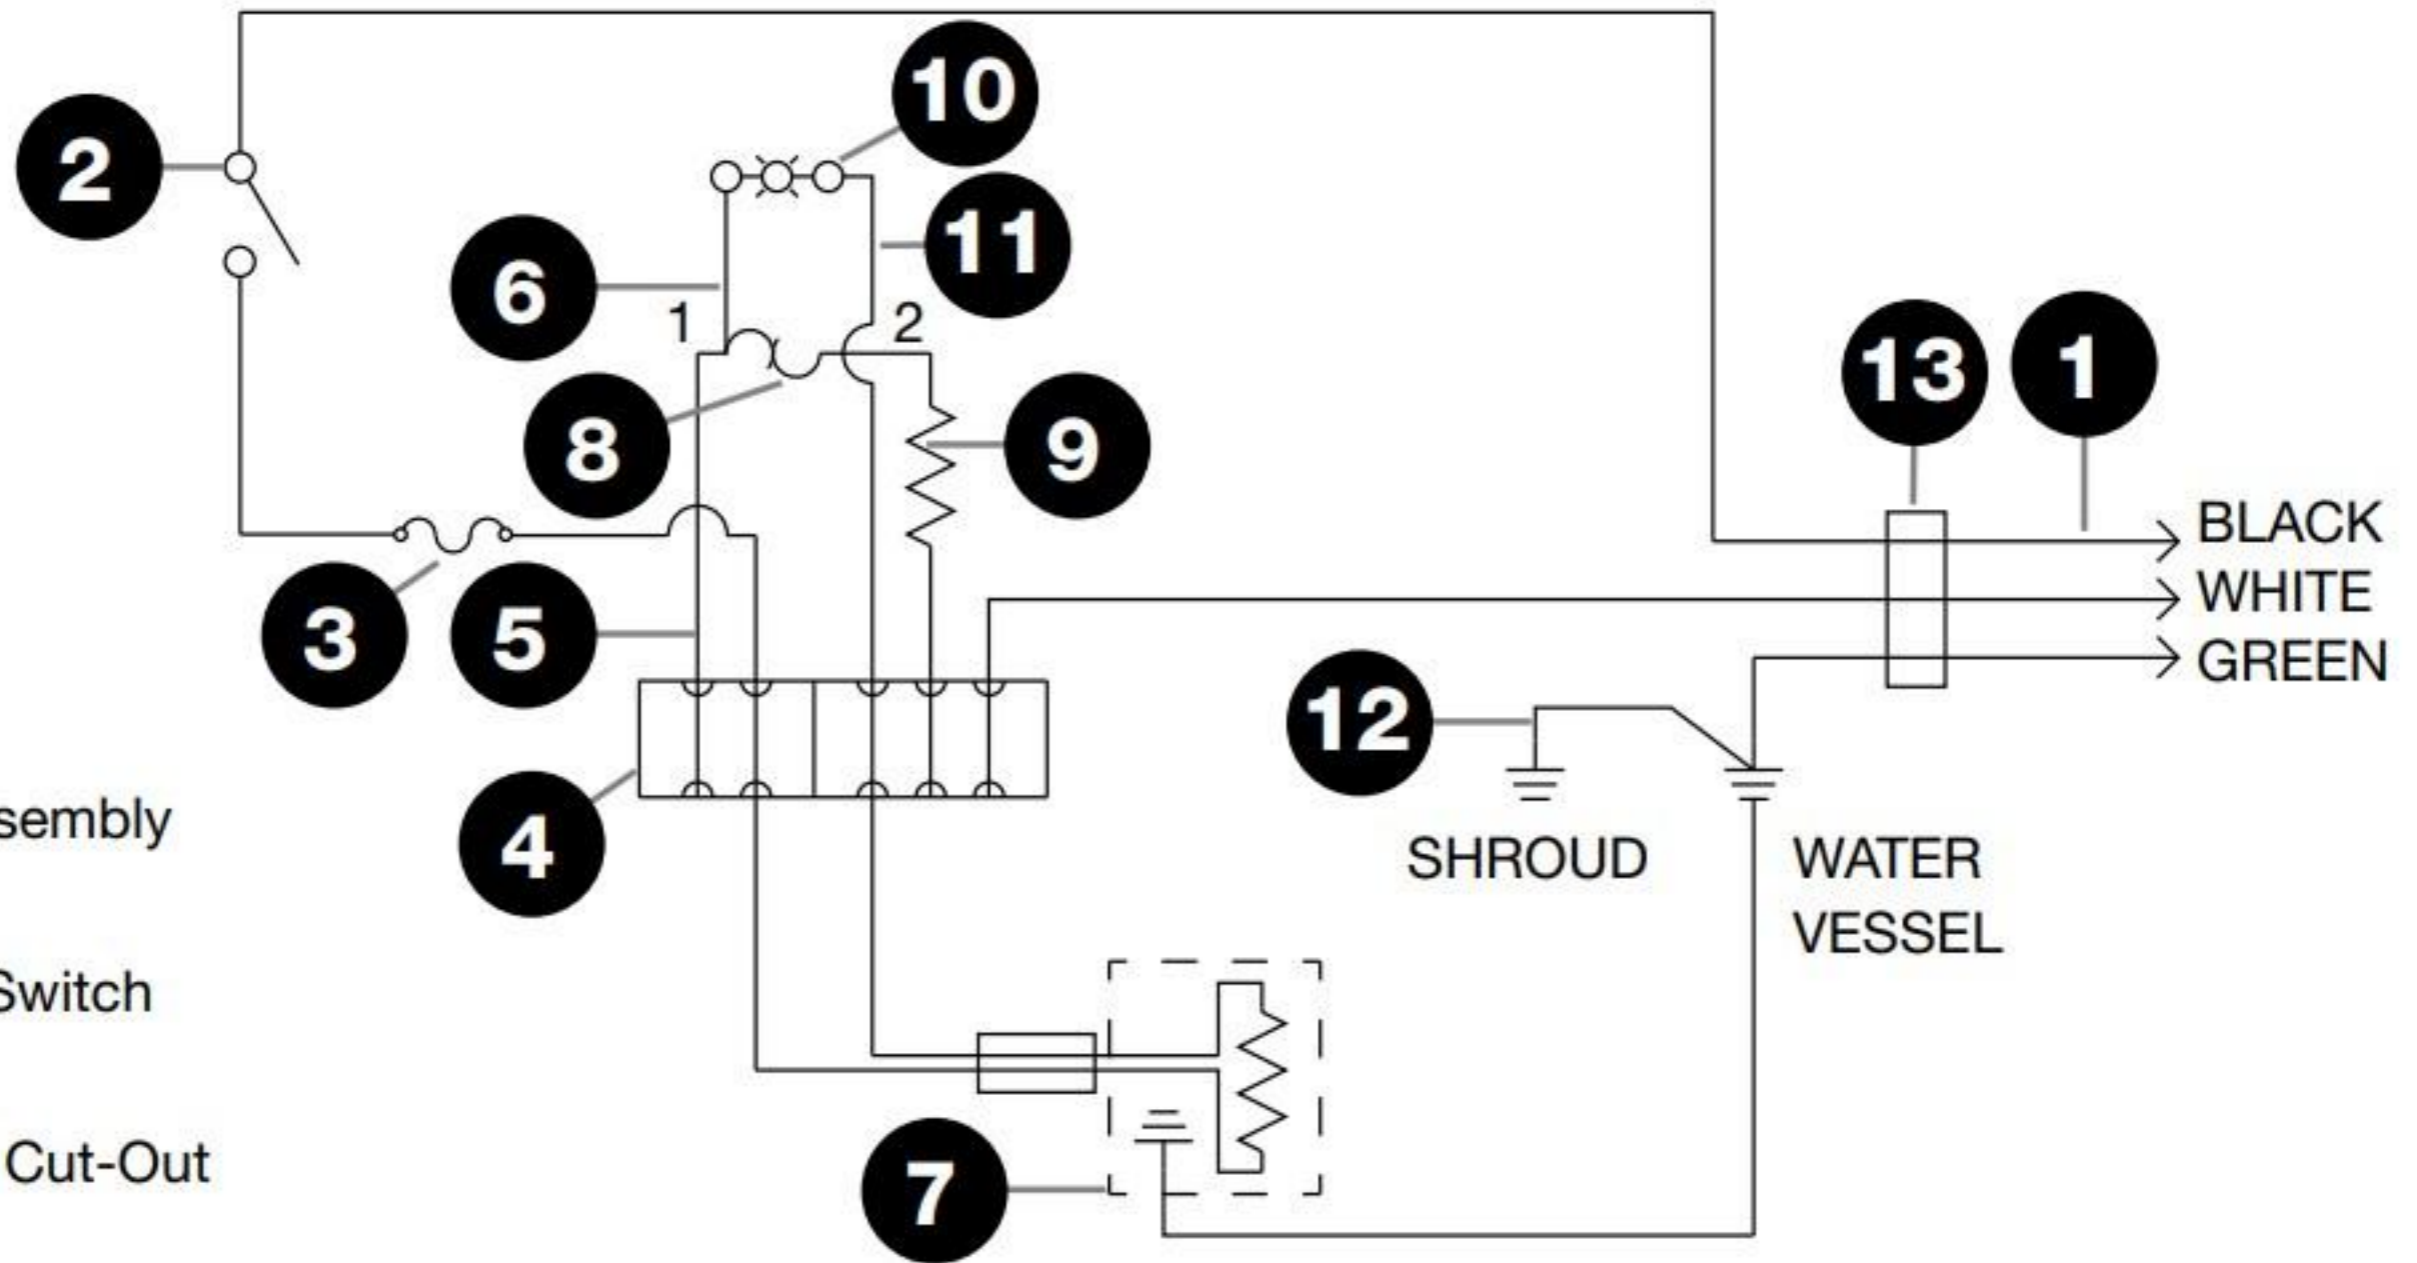 10
2
11
6
1
2
13
1
8
9
BLACK
WHITE
GREEN
3
5
12
sembly
4
SHROUD
WATER
VESSEL
Switch
Cut-Out
7